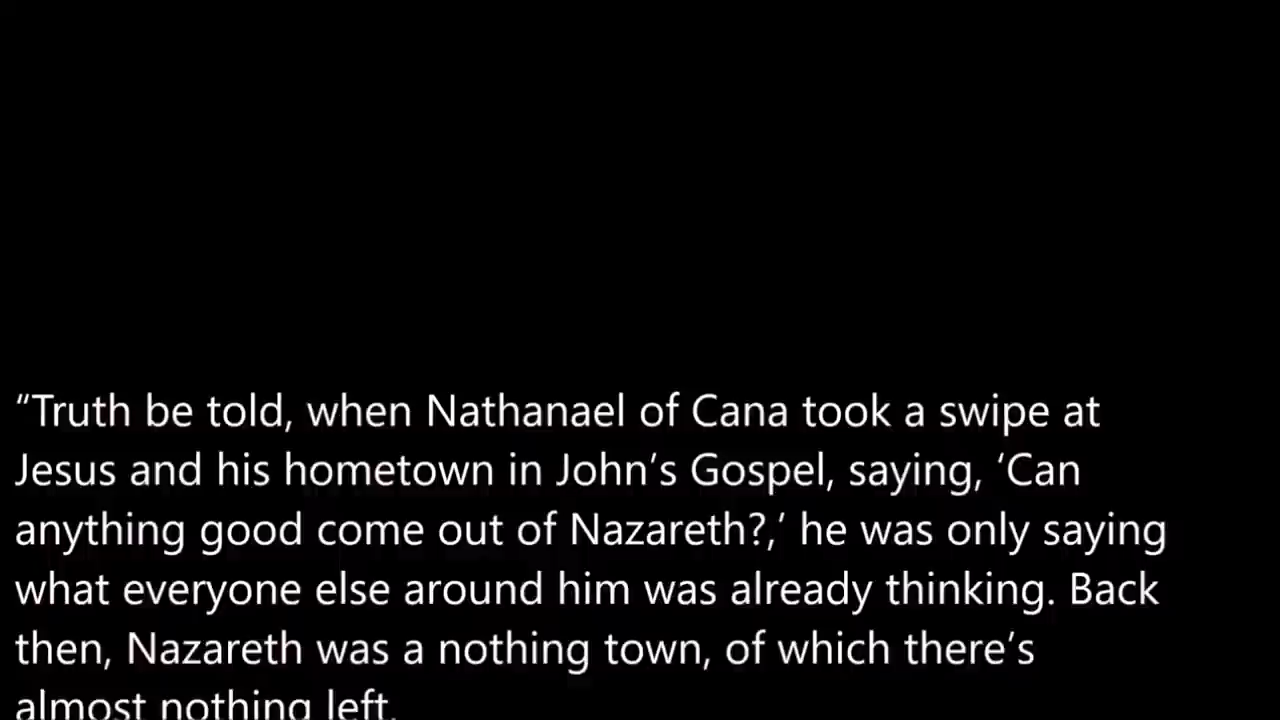 “Truth be told, when Nathanael of Cana took a swipe at
Jesus and his hometown in John’s Gospel, saying, ‘Can
anything good come out of Nazareth?,’ he was only saying
what everyone else around him was already thinking. Back
then, Nazareth was a nothing town, of which there’s
almost nothing left.